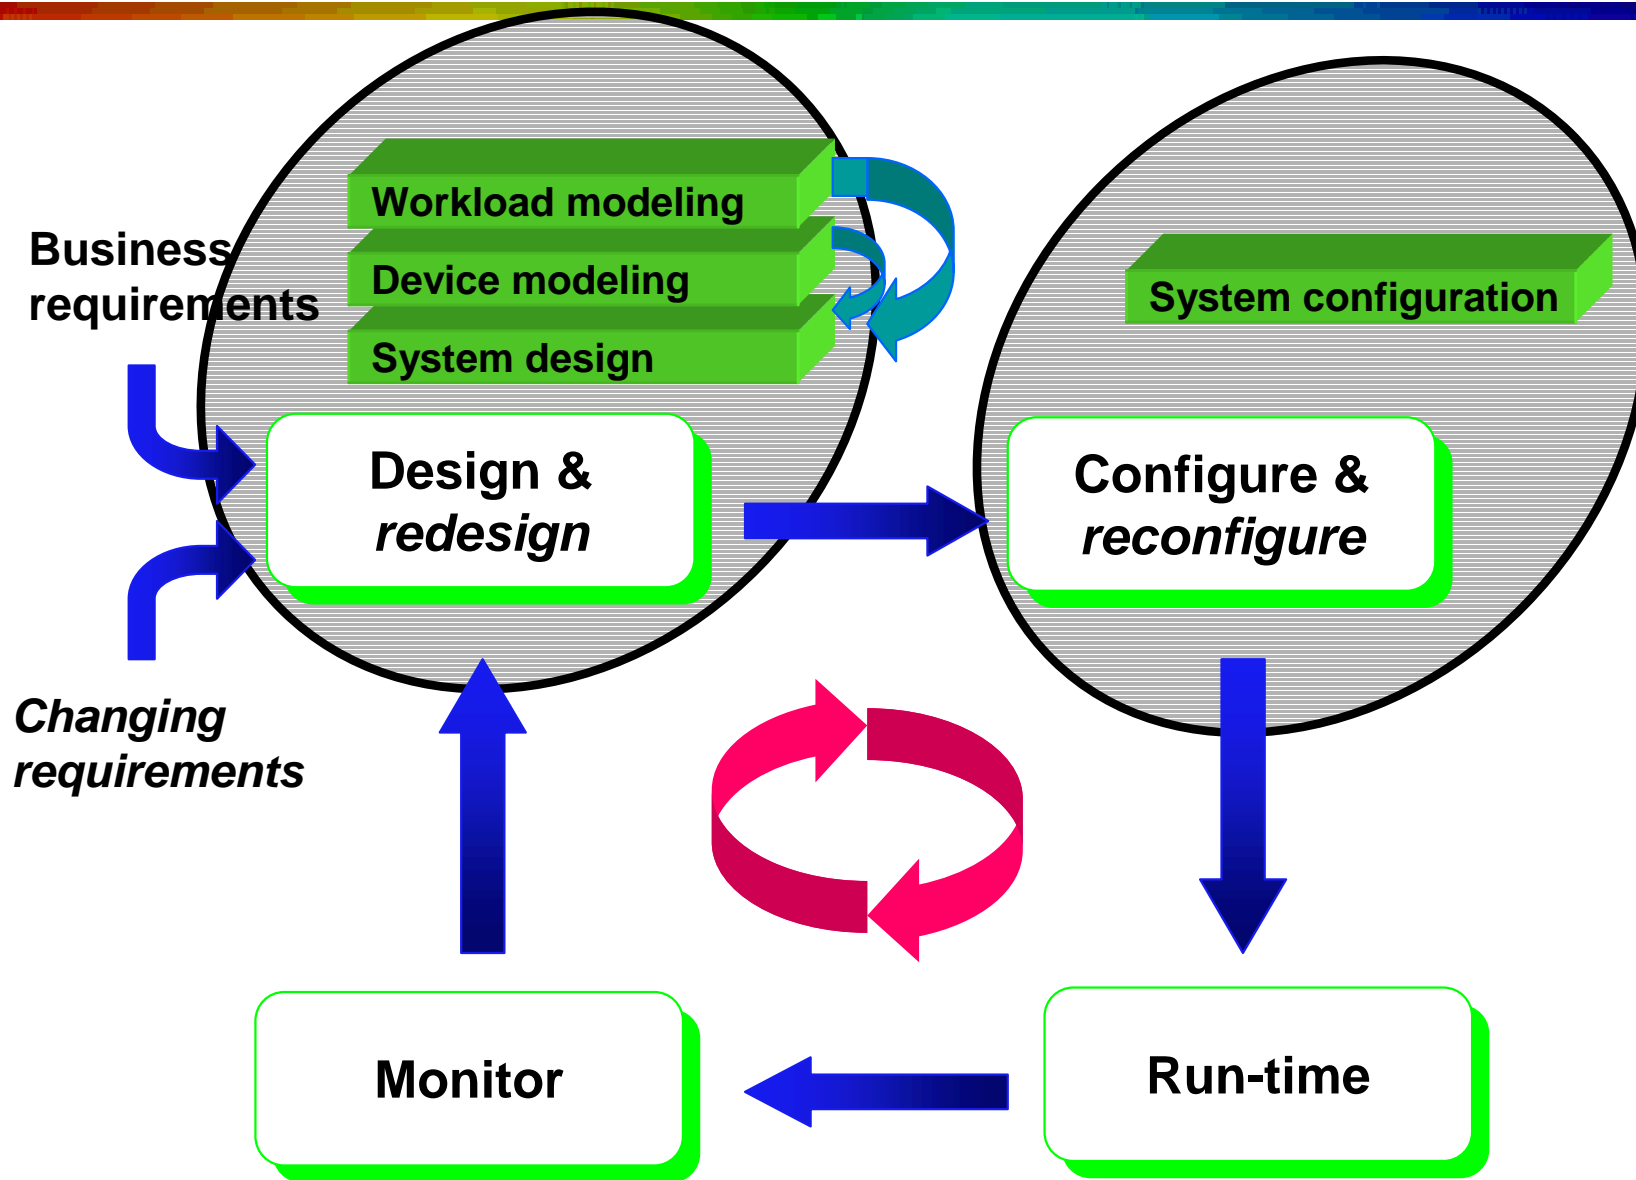 Workload modeling
Device modeling
System design
Business
requirements
System configuration
Design &
redesign
Configure &
reconfigure
Changing
requirements
Monitor
Run-time